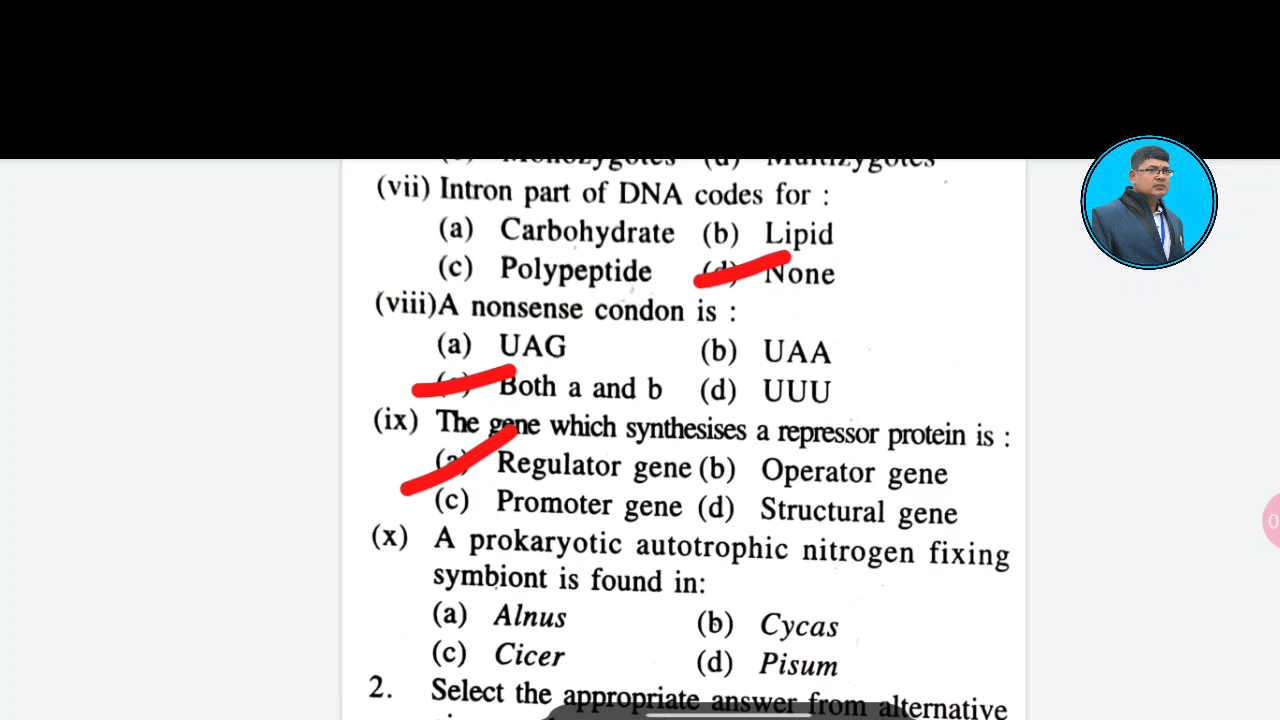 (vii) Intron part of DNA codes for :
(a) Carbohydrate (b) Lipid
(c) Polypeptide (d) None
(viii)A nonsense condon is :
(a) UAG (b) UAA
Both a and b (d) UUU
(ix) The gene which synthesises a repressor protein is :
(a) Regulator gene (b) Operator gene
(c) Promoter gene (d) Structural gene
(x) A prokaryotic autotrophic nitrogen fixing
symbiont is found in:
(a) Alnus (b) Cycas
(c) Cicer (d) Pisum
2. Select the appropriate answer from alternative